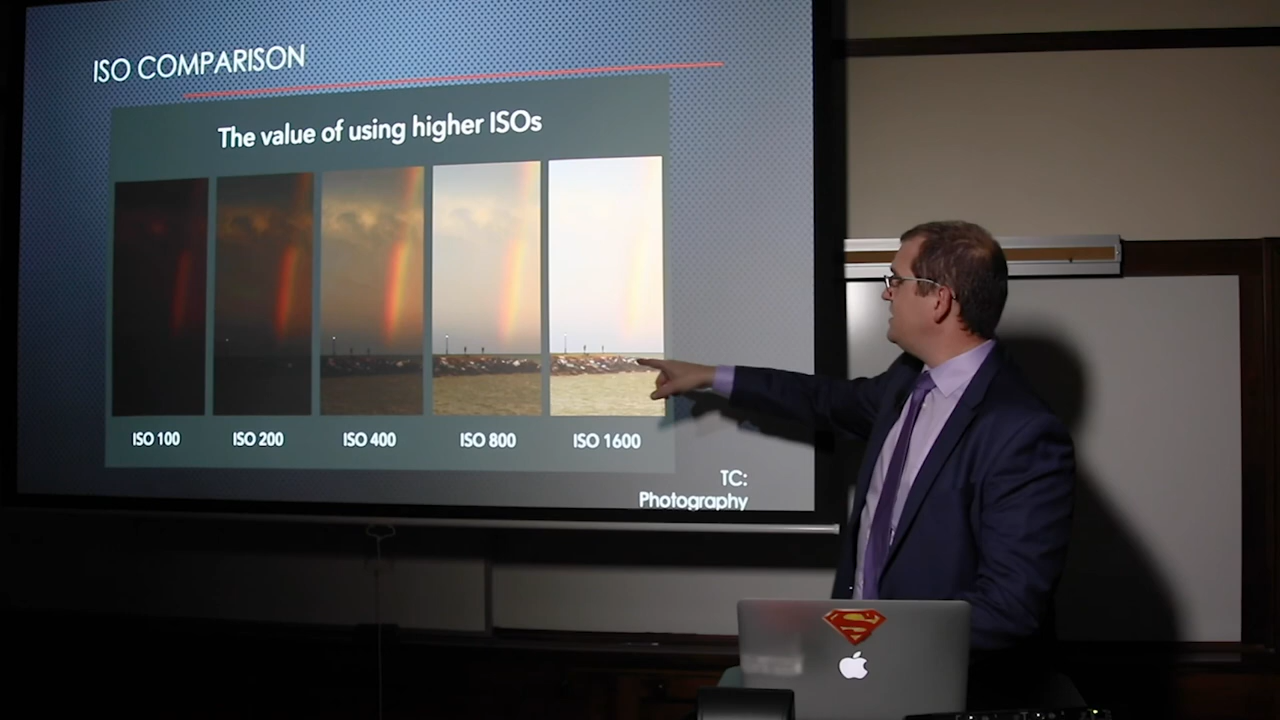 ISO COMPARISON
The value of using higher ISOs
ISO 100 ISO 200 ISO 400 ISO 800 ISO 1600
TC:
Photography